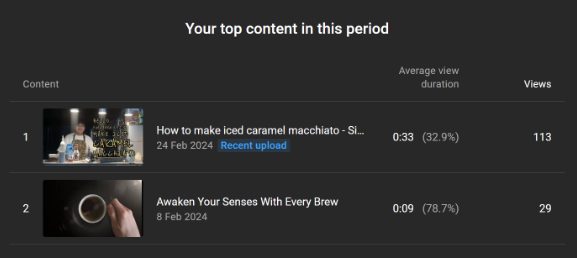 Your top content in this period
Content
Average view
duration
Views
1
How to make iced caramel macchiato - Si...
24 Feb 2024 Recent upload
0:33 (32.9%)
113
CARAMEL
MACCHIATO
2
Awaken Your Senses With Every Brew
8 Feb 2024
0:09 (78.7%)
29